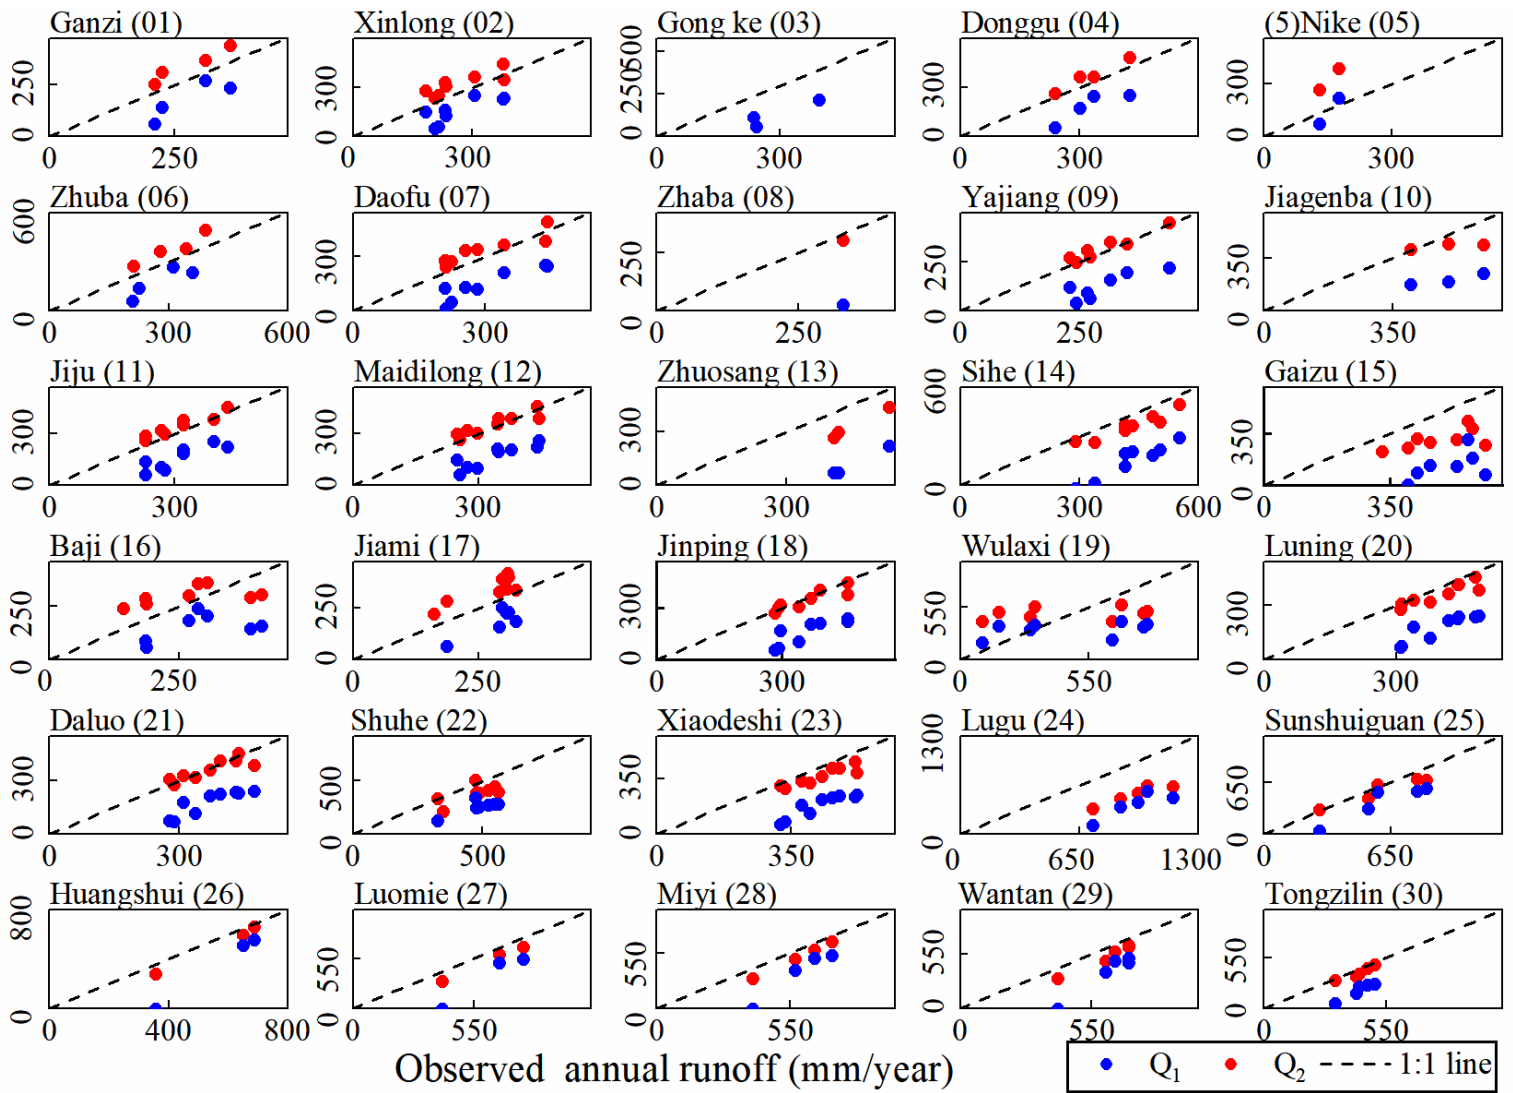 Ganzi (01) Xinlong (02) Gong ke (03) Donggu (04) (5)Nike (05)
250 300 250500 300 300
0 0 0 0 0
0 250 0 300 0 300 0 300 0 300
Zhuba (06) Daofu (07) Zhaba (08) Yajiang (09) Jiagenba (10)
600 300 250 250 350
0 0 0 0 0
0 300 600 0 300 0 250 0 250 0 350
Jiju (11) Maidilong (12) Zhuosang (13) Sihe (14) Gaizu (15)
300 300 300 600 350
0 0 0 0 0
0 300 0 300 0 300 0 300 600 0 350
Baji (16) Jiami (17) Jinping (18) Wulaxi (19) Luning (20)
250 250 300 550 300
0 0 0 0 0
0 250 0 250 0 300 0 550 0 300
Daluo (21) Shuhe (22) Xiaodeshi (23) Lugu (24) Sunshuiguan (25)
300 500 350 1300 650
0 0 0 0 0
0 300 0 500 0 350 0 650 1300 0 650
Huangshui (26) Luomie (27) Miyi (28) Wantan (29) Tongzilin (30)
800 550 550 550 550
0 0 0 0 0
0 400 800 0 550 0 550 0 550 0 550
Observed annual runoff (mm/year)
Q1 Q2 1:1 line